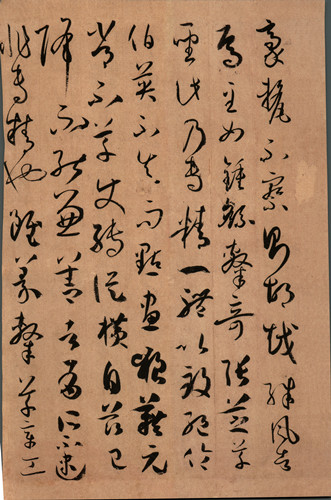 豪釐不察則胡越殊風者
焉至如鍾繇隸奇張芝草
聖此乃專精一體以致絕倫
伯英不真而點畫狼藉元
常不草使轉縱橫自茲已
降不能兼善者有所不逮
非專精也雖篆隸草章工